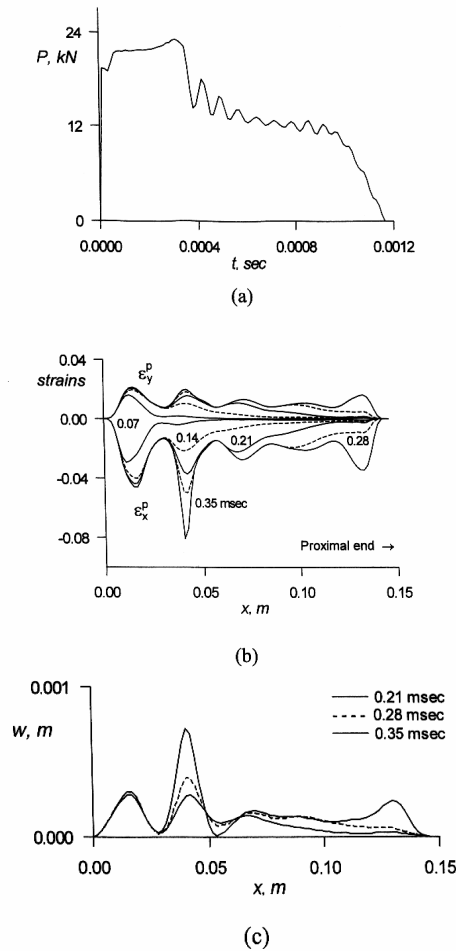 24
P, kN
12
0
0.0000 0.0004 0.0008 0.0012
t, sec
(a)
0.04
strains
0.00
-0.04
-0.08
εyp
0.07
0.14
0.21
0.28
εxp
0.35 msec
Proximal end →
0.00 0.05 0.10 0.15
x, m
(b)
0.001
w, m
0.000
0.21 msec
0.28 msec
0.35 msec
0.00 0.05 0.10 0.15
x, m
(c)